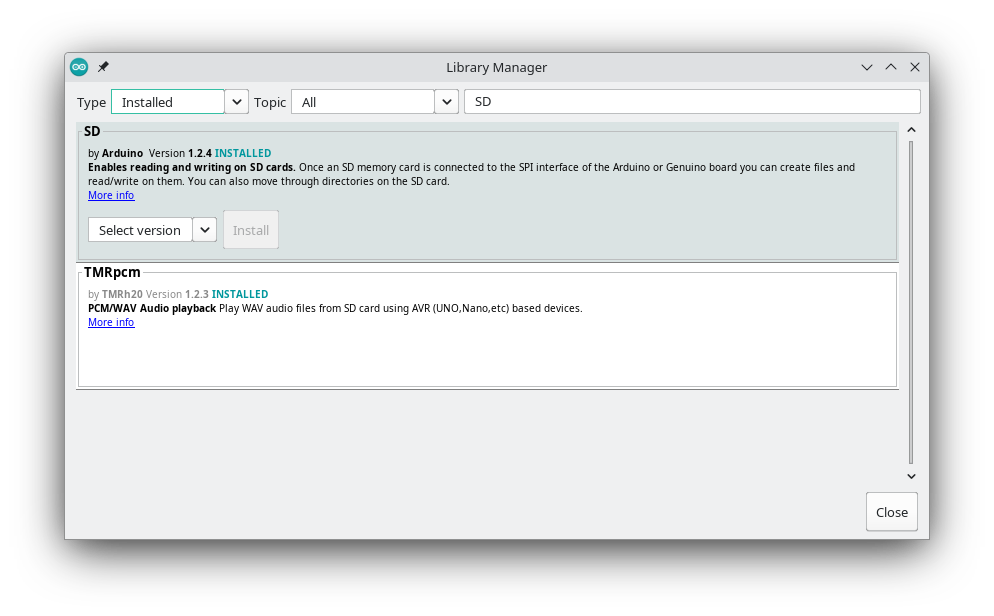 Library Manager
Type Installed Topic All SD
SD
by Arduino Version 1.2.4 INSTALLED
Enables reading and writing on SD cards. Once an SD memory card is connected to the SPI interface of the Arduino or Genuino board you can create files and
read/write on them. You can also move through directories on the SD card.
More info
Select version Install
TMRpcm
by TMRh20 Version 1.2.3 INSTALLED
PCM/WAV Audio playback Play WAV audio files from SD card using AVR (UNO,Nano,etc) based devices.
More info
Close